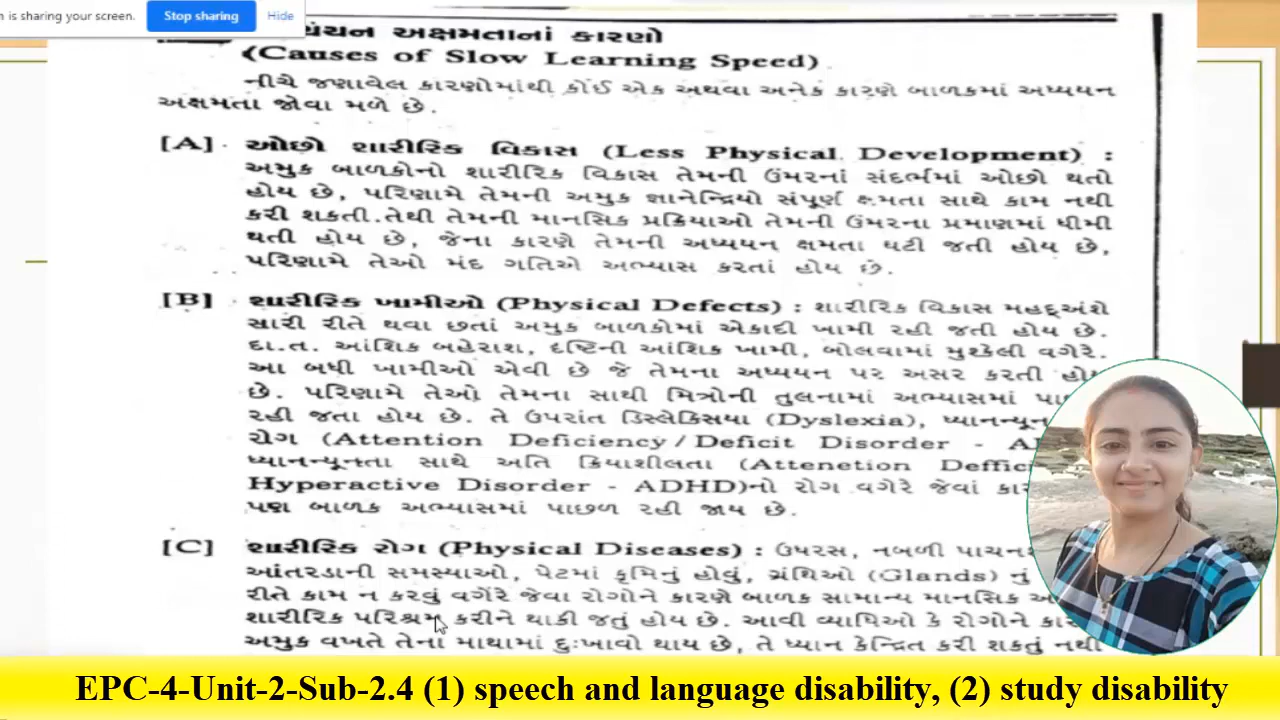 n is sharing your screen. Stop sharing Hide
અક્ષમતાનાં કારણો
(Causes of Slow Learning Speed)
નીચે જણાવેલ કારણોમાંથી કોઈ એક અથવા અનેક કારણે બાળકમાં અધ્યયન
અક્ષમતા જોવા મળે છે.
[A] ઓછો શારીરિક વિકાસ (Less Physical Development) :
અમુક બાળકોનો શારીરિક વિકાસ તેમની ઉંમરનાં સંદર્ભમાં ઓછો થતો
હોય છે, પરિણામે તેમની અમુક જ્ઞાનેન્દ્રિયો સંપૂર્ણ ક્ષમતા સાથે કામ નથી
કરી શકતી.તેથી તેમની માનસિક પ્રક્રિયાઓ તેમની ઉંમરના પ્રમાણમાં ધીમી
થતી હોય છે, જેના કારણે તેમની અધ્યયન ક્ષમતા ઘટી જતી હોય છે,
પરિણામે તેઓ મંદ ગતિએ અભ્યાસ કરતાં હોય છે.
[B] શારીરિક ખામીઓ (Physical Defects) : શારીરિક વિકાસ મહદ્અંશે
સારી રીતે થવા છતાં અમુક બાળકોમાં એકાદી ખામી રહી જતી હોય છે.
દા.ત. આંશિક બહેરાશ, દૃષ્ટિની આંશિક ખામી, બોલવામાં મુશ્કેલી વગેરે.
આ બધી ખામીઓ એવી છે જે તેમના અધ્યયન પર અસર કરતી હોય
છે. પરિણામે તેઓ તેમના સાથી મિત્રોની તુલનામાં અભ્યાસમાં
રહી જતા હોય છે. તે ઉપરાંત ડિસ્લેક્સિયા (Dyslexia),
રોગ (Attention Deficiency/Deficit Disorder -
ધ્યાનન્યૂનતા સાથે અતિ ક્રિયાશીલતા (Attenetion
Hyperactive Disorder - ADHD)નો રોગ વગેરે જેવાં
પણ બાળક અભ્યાસમાં પાછળ રહી જાય છે.
[C] શારીરિક રોગ (Physical Diseases) : ઉધરસ, નબળી
આંતરડાની સમસ્યાઓ, પેટમાં કૃમિનું હોવું, ગ્રંથિઓ (Glands) નું
રીતે કામ ન કરવું વગેરે જેવા રોગોને કારણે બાળક સામાન્ય માનસિક
શારીરિક પરિશ્રમ કરીને થાકી જતું હોય છે. આવી વ્યાધિઓ કે રોગોને
અમુક વખતે તેના માથામાં દુઃખાવો થાય છે, તે ધ્યાન કેન્દ્રિત કરી શકતું નથી
EPC-4-Unit-2-Sub-2.4 (1) speech and language disability, (2) study disability